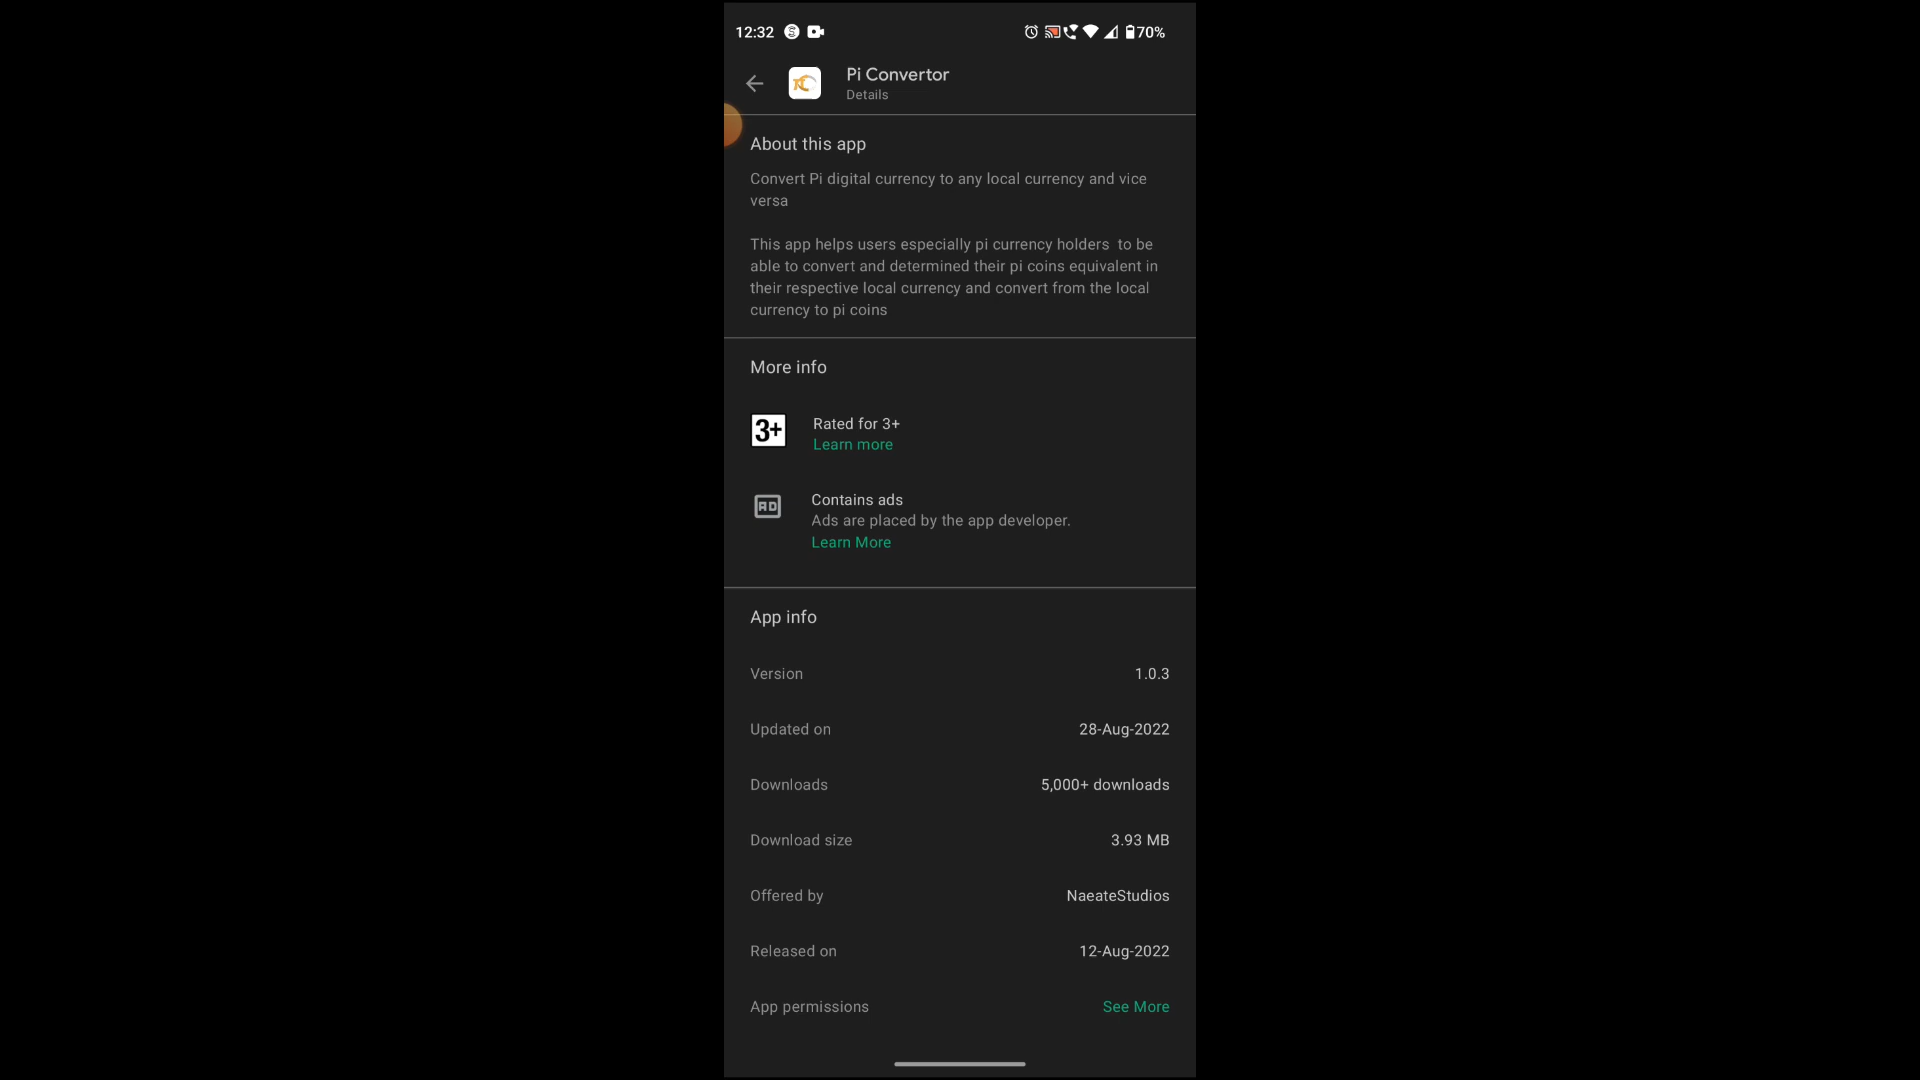 12:32
70%
Pi Convertor
Details
About this app
Convert Pi digital currency to any local currency and vice
versa
This app helps users especially pi currency holders  to be
able to convert and determined their pi coins equivalent in
their respective local currency and convert from the local
currency to pi coins
More info
3+
Rated for 3+
Learn more
AD
Contains ads
Ads are placed by the app developer.
Learn More
App info
Version 1.0.3
Updated on 28-Aug-2022
Downloads 5,000+ downloads
Download size 3.93 MB
Offered by NaeateStudios
Released on 12-Aug-2022
App permissions See More